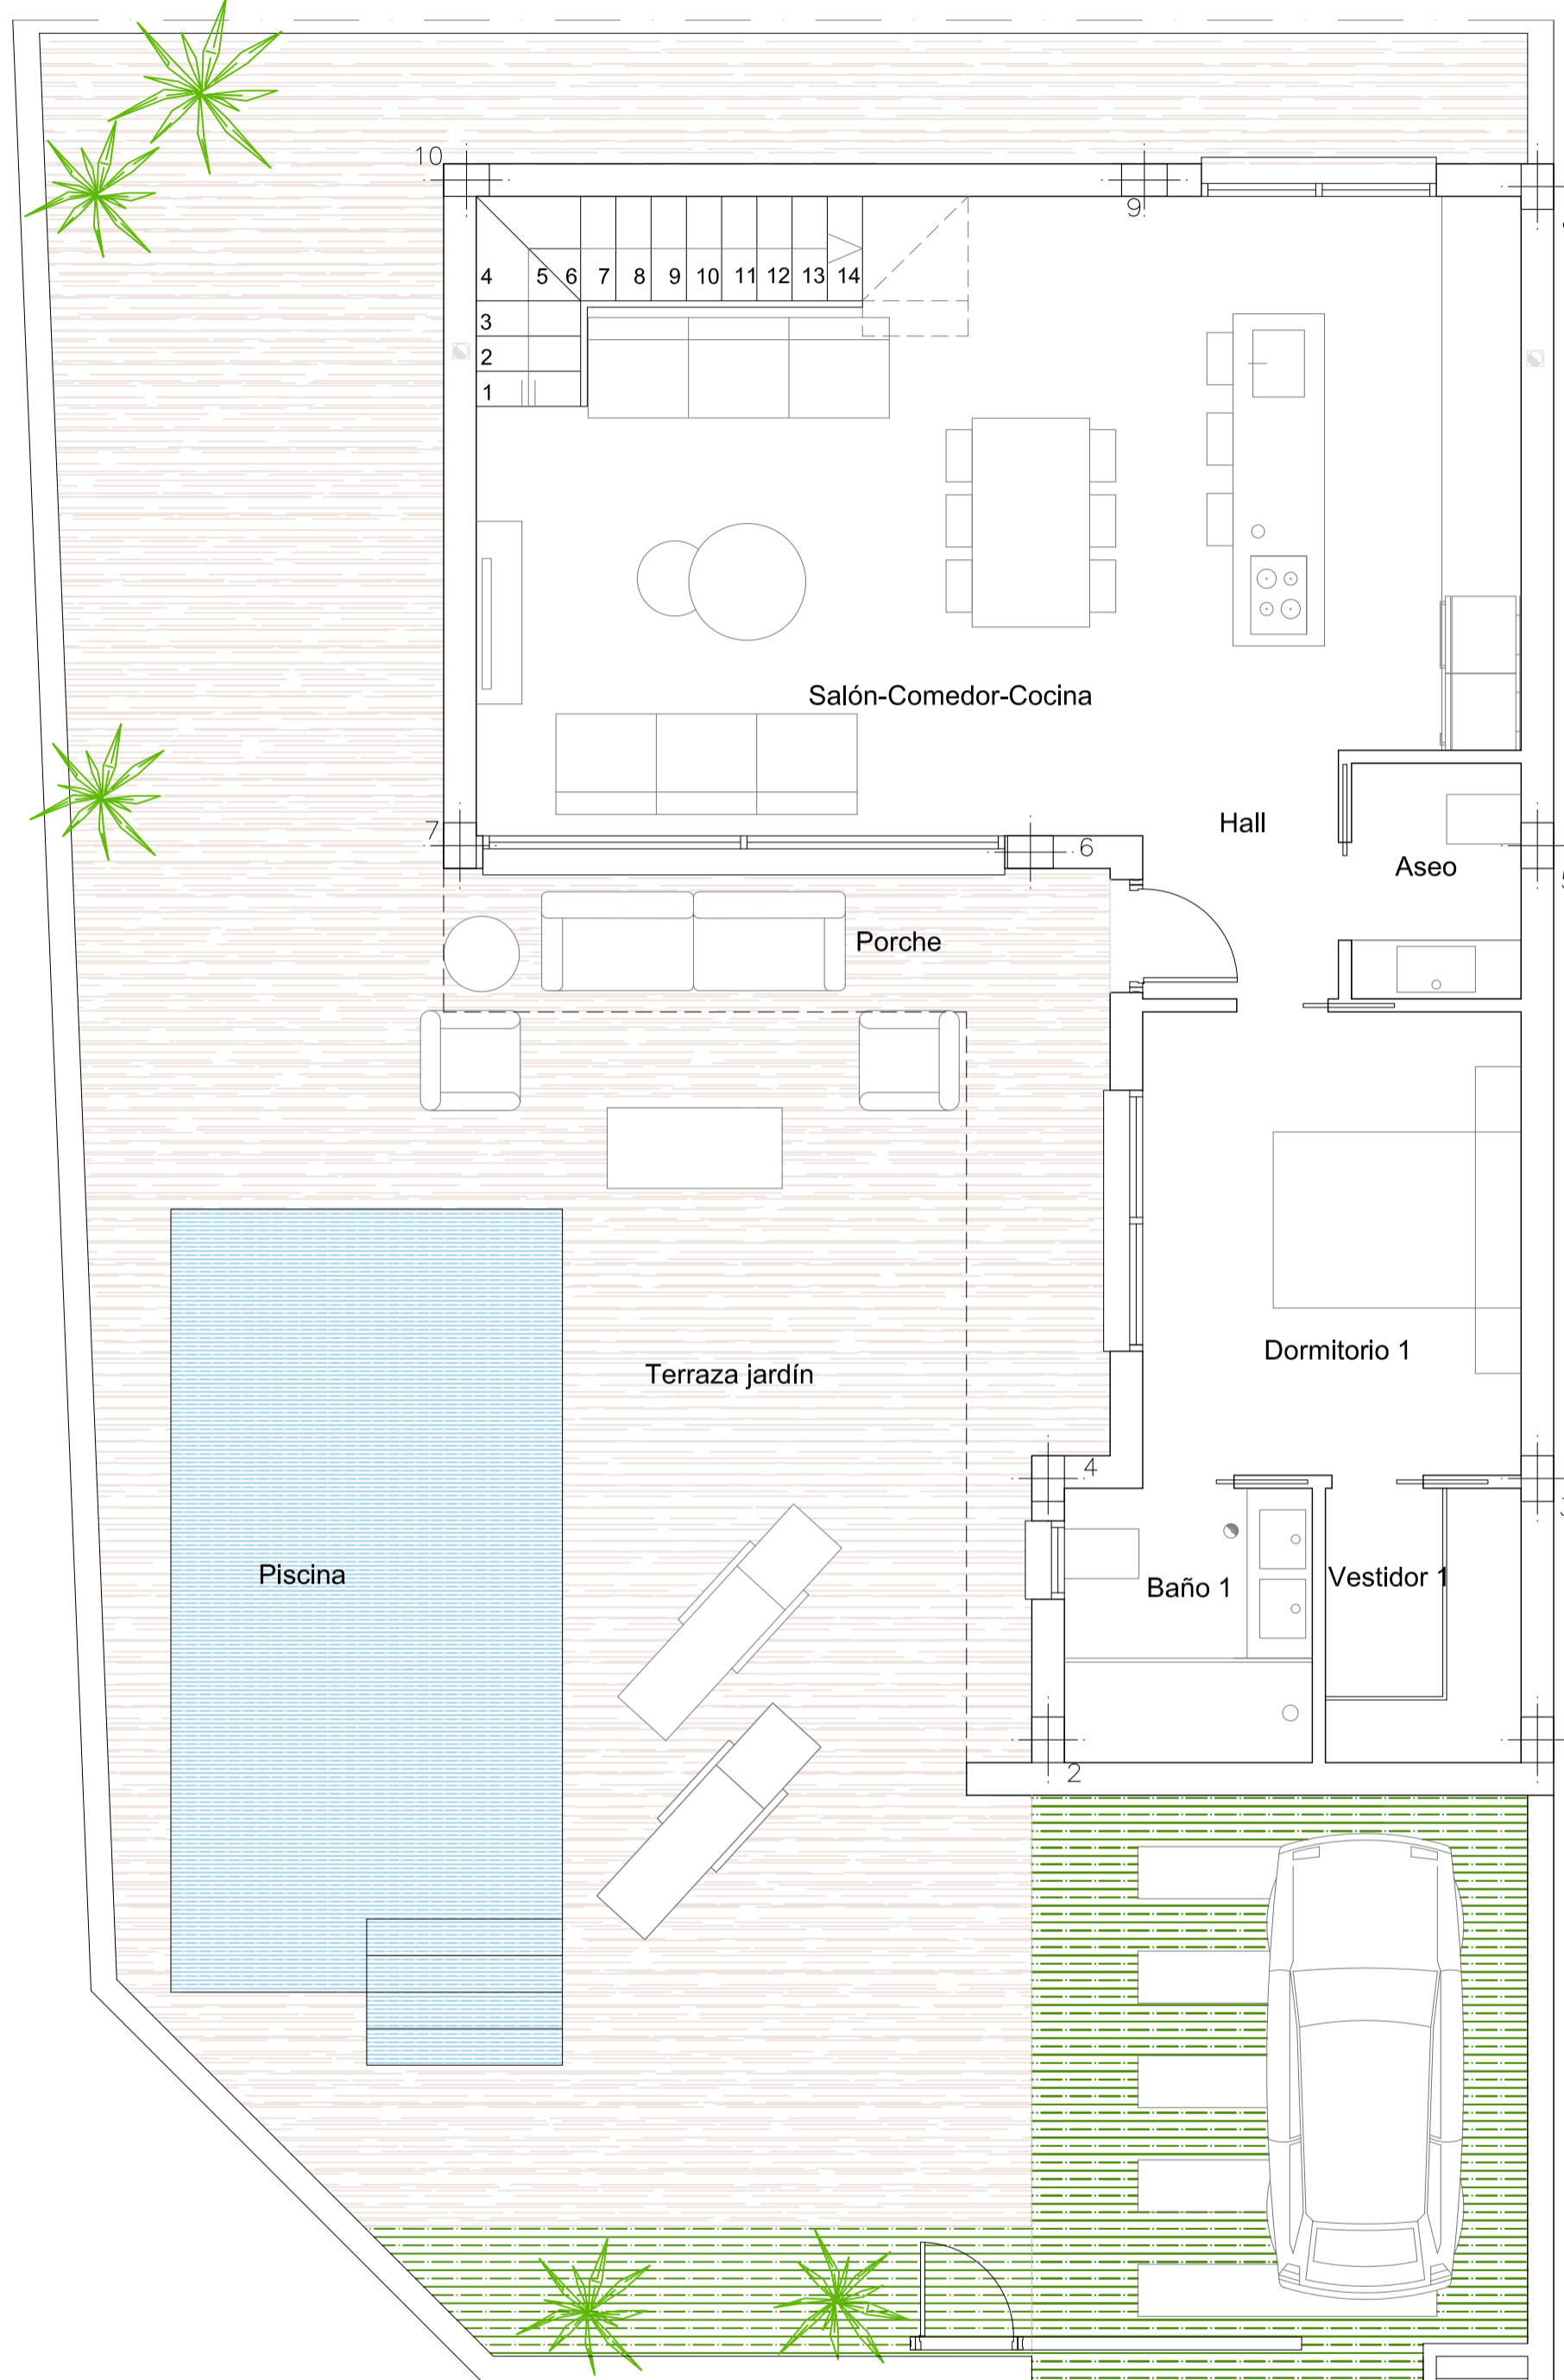 10
9
4 5 6 7 8 9 10 11 12 13 14
3
2
1
Salón-Comedor-Cocina
7
6
Hall
Aseo
Porche
Dormitorio 1
Terraza jardín
4
Piscina
Baño 1
Vestidor 1
2